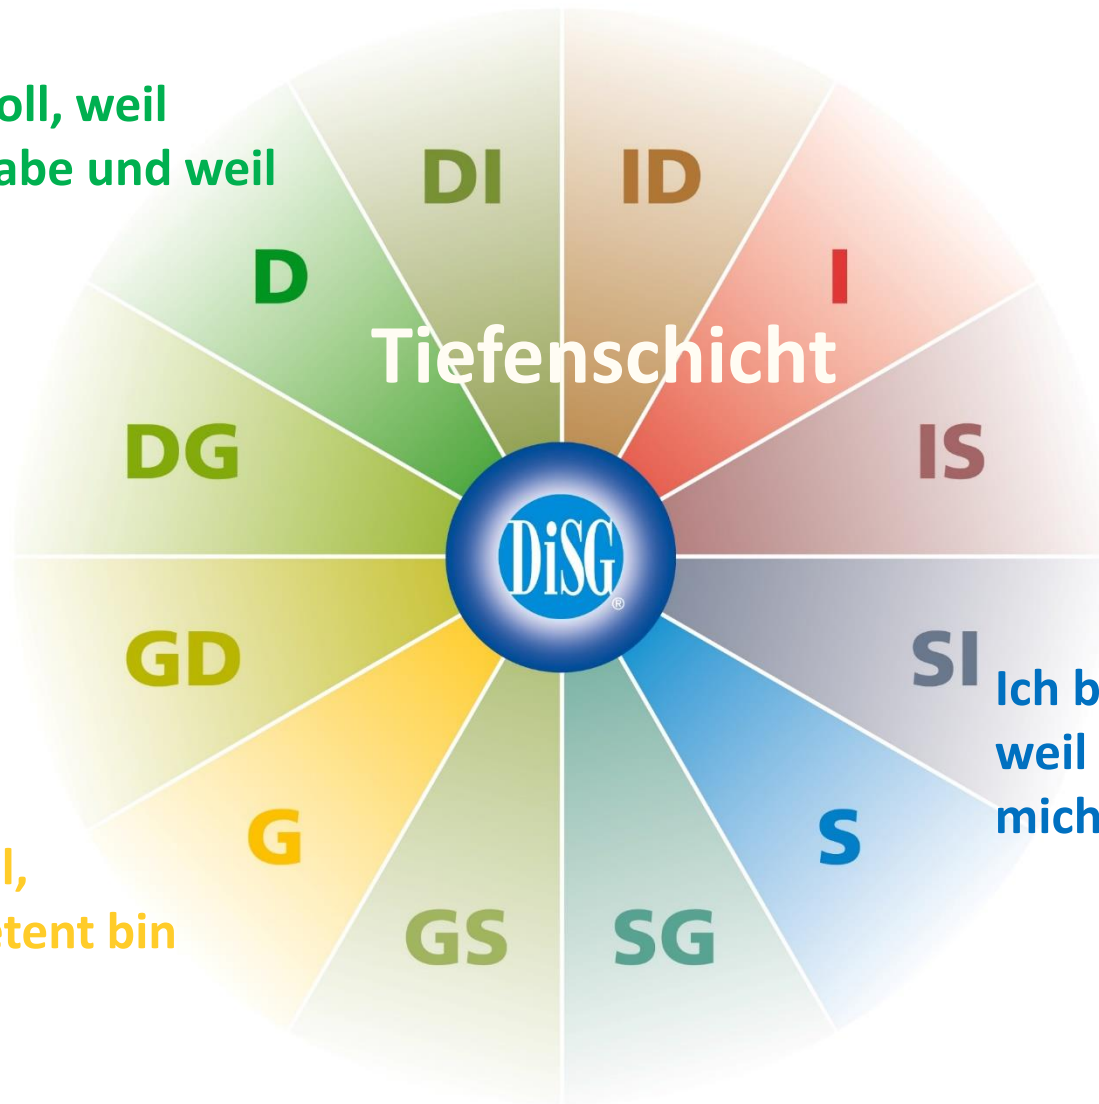 oll, weil
abe und weil
DI
ID
D
I
Tiefenschicht
DG
IS
DiSG®
GD
SI
Ich b
weil
mich
G
S
l,
etent bin
GS
SG